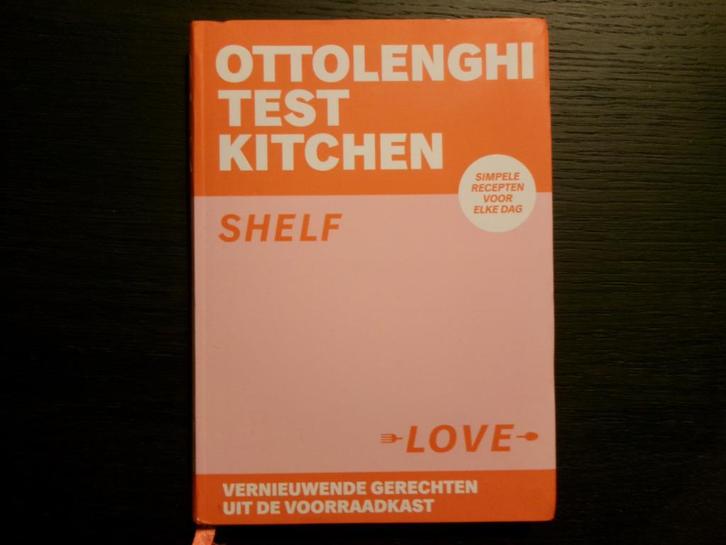 OTTOLENGHI
TEST
KITCHEN
SIMPELE
RECEPTEN
VOOR
ELKE DAG
SHELF
LOVE
VERNIEUWENDE GERECHTEN
UIT DE VOORRAADKAST